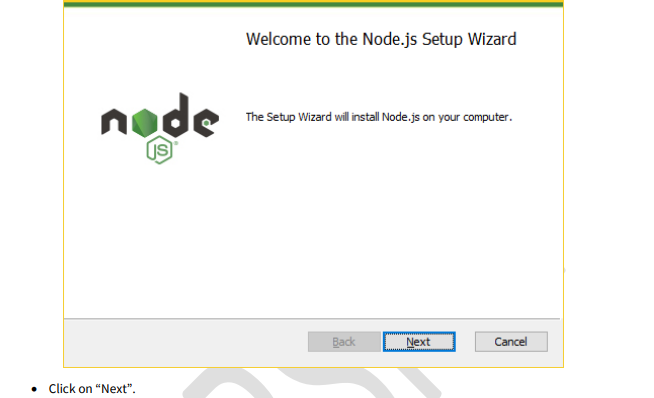 Welcome to the Node.js Setup Wizard
node
JS
The Setup Wizard will install Node.js on your computer.
Back Next Cancel
• Click on “Next”.